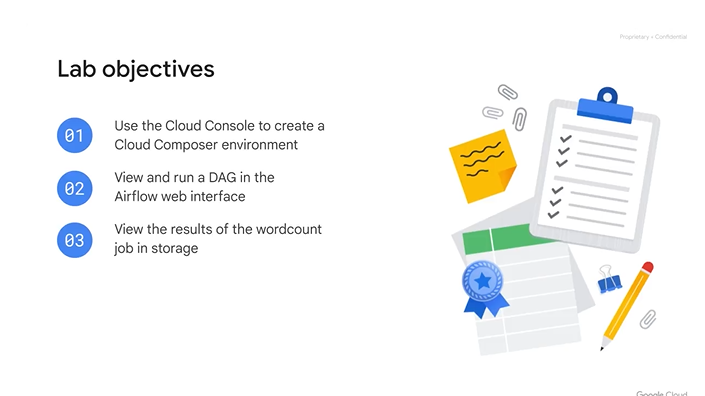 Proprietary + Confidential
Lab objectives
01
Use the Cloud Console to create a
Cloud Composer environment
02
View and run a DAG in the
Airflow web interface
03
View the results of the wordcount
job in storage
Google Cloud